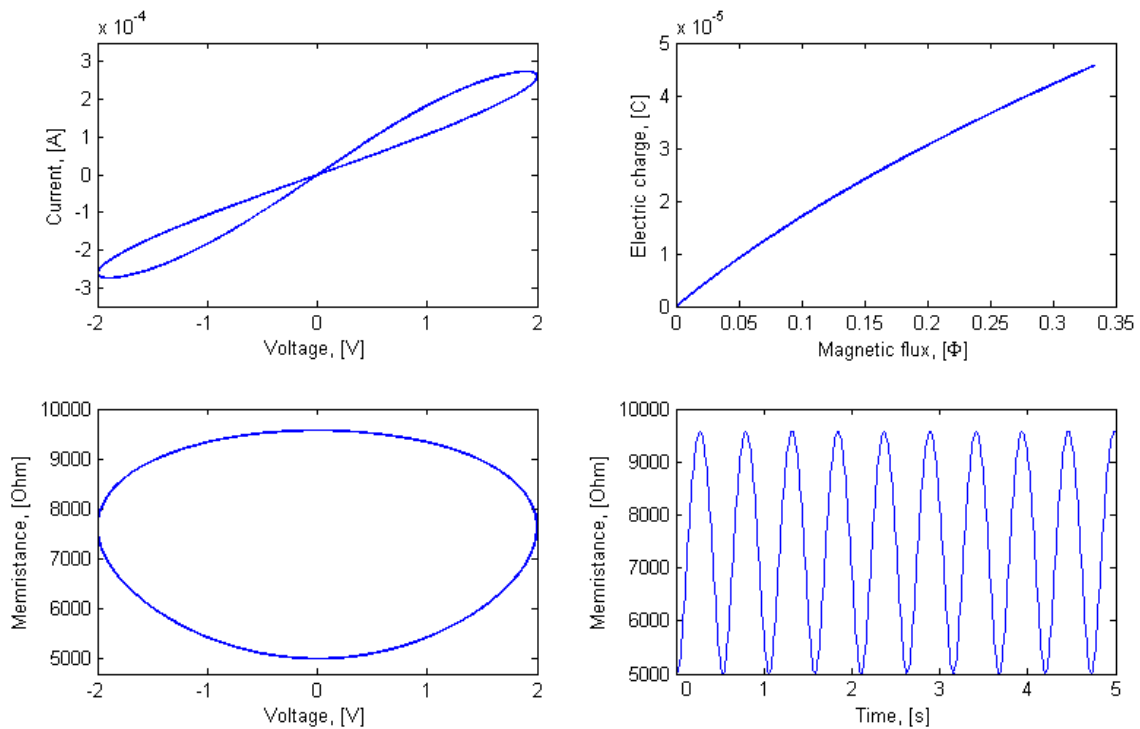 x 10⁻⁴
3
2
1
0
-1
-2
-3
-2 -1 0 1 2
Current, [A]
Voltage, [V]
x 10⁻⁵
5
4
3
2
1
0
0 0.05 0.1 0.15 0.2 0.25 0.3 0.35
Electric charge, [C]
Magnetic flux, [Φ]
10000
9000
8000
7000
6000
5000
-2 -1 0 1 2
Memristance, [Ohm]
Voltage, [V]
10000
9000
8000
7000
6000
5000
0 1 2 3 4 5
Memristance, [Ohm]
Time, [s]